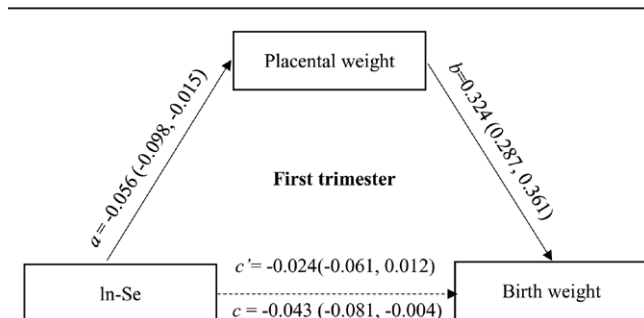 Placental weight
a = -0.056 (-0.098, -0.015)
b=0.324 (0.287, 0.361)
First trimester
c’= -0.024(-0.061, 0.012)
ln-Se
Birth weight
c = -0.043 (-0.081, -0.004)